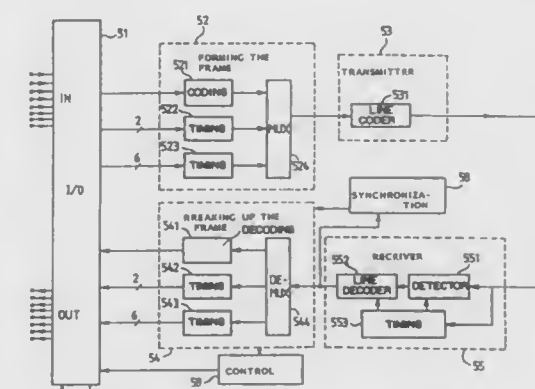 51
IN
I/O
OUT
52
FORMING THE
FRAME
521
CODING
522
2
TIMING
523
6
TIMING
MUX
524
53
TRANSMITTRR
531
LINE
CODER
58
SYNCHRONIZA-
TION
BREAKING UP THE
FRAME
DECODING
541
542
2
TIMING
543
6
TIMING
DE-
MUX
544
54
RECRIVER
552
551
LINE
DECODER
DETECTOR
553
TIMING
55
CONTROL
59